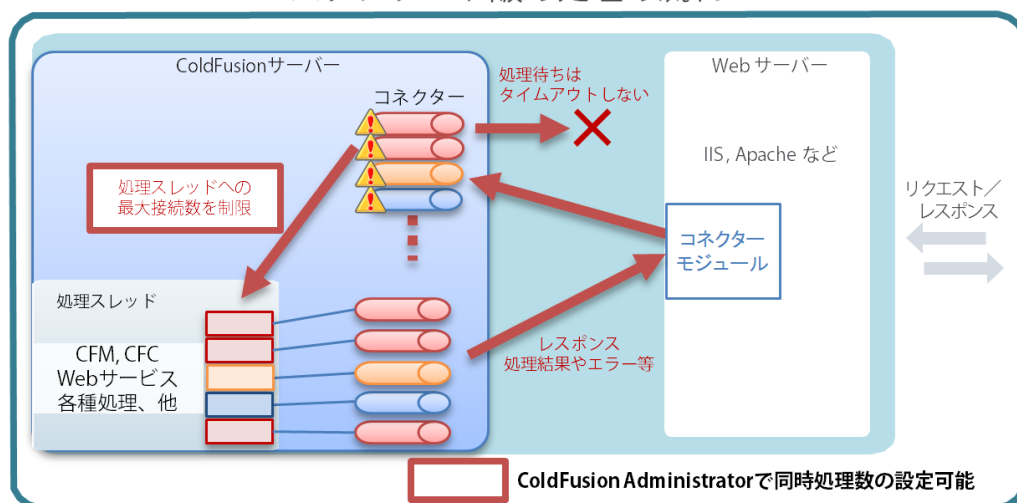 ColdFusionサーバー
コネクター
処理待ちは
タイムアウトしない
Web サーバー
IIS, Apache など
処理スレッドへの
最大接続数を制限
コネクター
モジュール
リクエスト／
レスポンス
処理スレッド
CFM, CFC
Webサービス
各種処理、他
レスポンス
処理結果やエラー等
ColdFusion Administratorで同時処理数の設定可能